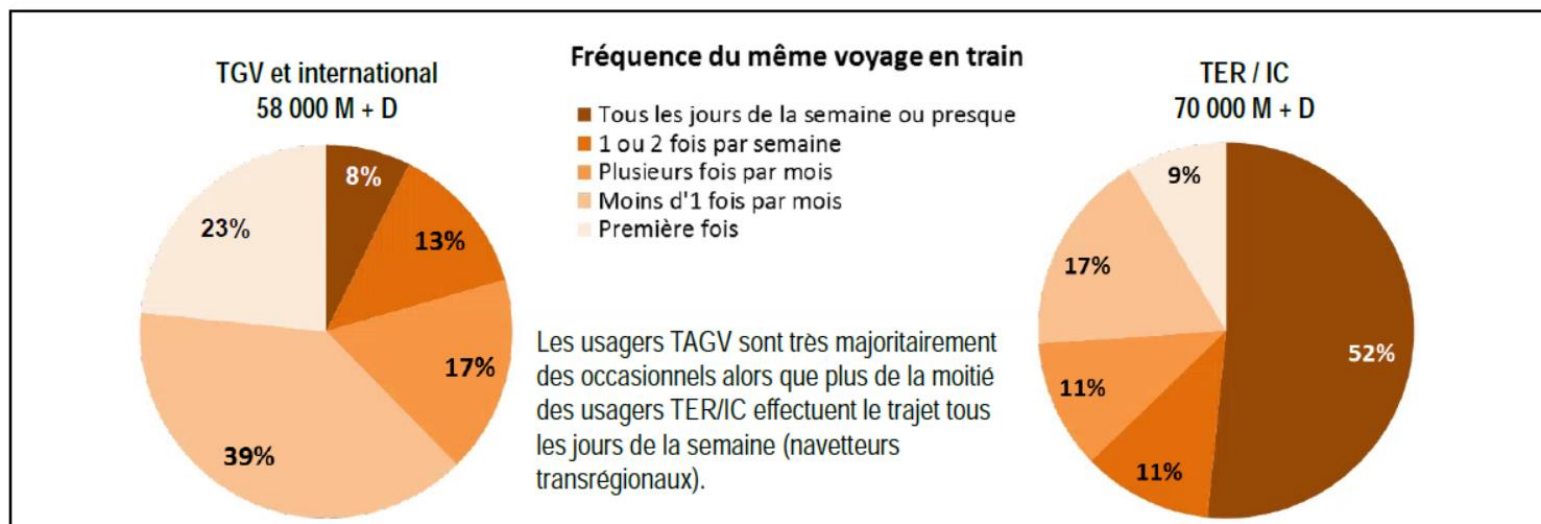 TGV et international
58 000 M + D
8%
13%
17%
39%
23%
Fréquence du même voyage en train
Tous les jours de la semaine ou presque
1 ou 2 fois par semaine
Plusieurs fois par mois
Moins d'1 fois par mois
Première fois
Les usagers TAGV sont très majoritairement
des occasionnels alors que plus de la moitié
des usagers TER/IC effectuent le trajet tous
les jours de la semaine (navetteurs
transrégionaux).
TER / IC
70 000 M + D
9%
17%
11%
11%
52%